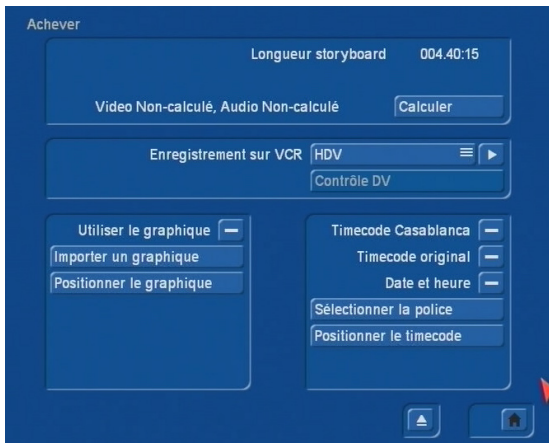 Achever
Longueur storyboard 004.40:15
Video Non-calculé, Audio Non-calculé Calculer
Enregistrement sur VCR HDV
Contrôle DV
Utiliser le graphique
Importer un graphique
Positionner le graphique
Timecode Casablanca
Timecode original
Date et heure
Sélectionner la police
Positionner le timecode